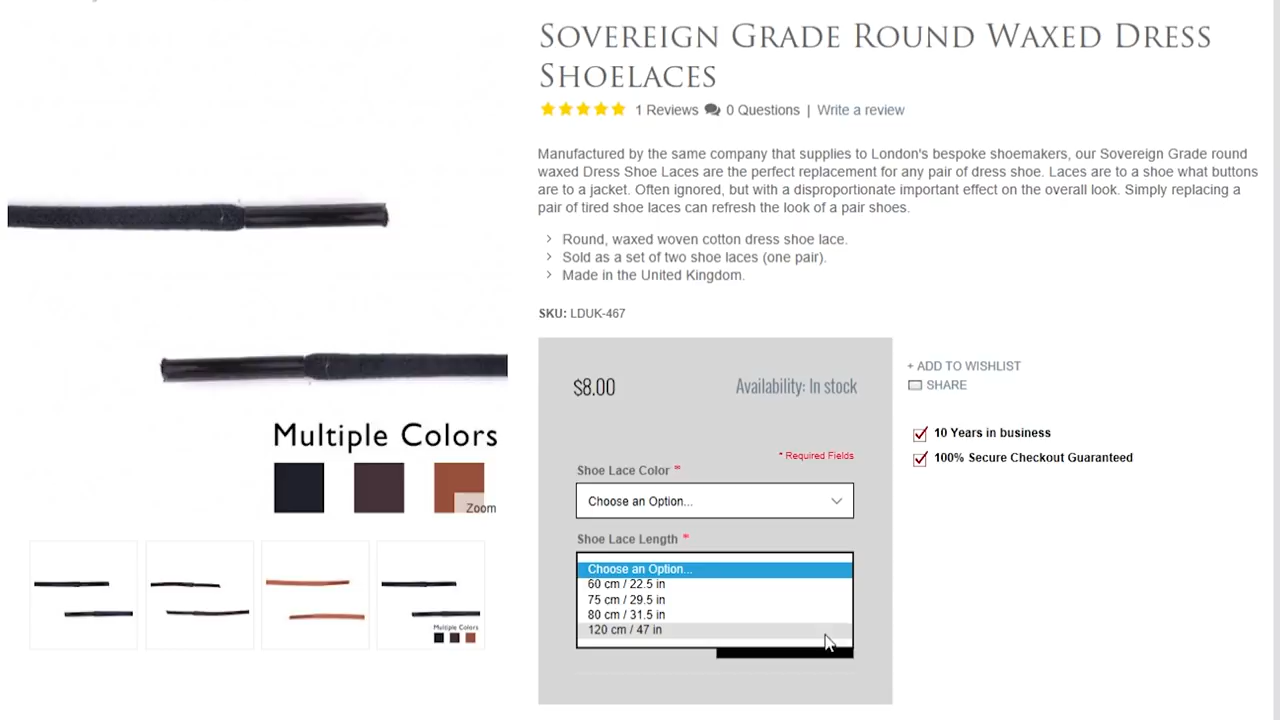 SOVEREIGN GRADE ROUND WAXED DRESS
SHOELACES
1 Reviews 0 Questions | Write a review
Manufactured by the same company that supplies to London's bespoke shoemakers, our Sovereign Grade round
waxed Dress Shoe Laces are the perfect replacement for any pair of dress shoe. Laces are to a shoe what buttons
are to a jacket. Often ignored, but with a disproportionate important effect on the overall look. Simply replacing a
pair of tired shoe laces can refresh the look of a pair shoes.
Round, waxed woven cotton dress shoe lace.
Sold as a set of two shoe laces (one pair).
Made in the United Kingdom.
SKU: LDUK-467
$8.00
Availability: In stock
+ ADD TO WISHLIST
SHARE
10 Years in business
100% Secure Checkout Guaranteed
* Required Fields
Shoe Lace Color *
Choose an Option...
Shoe Lace Length *
Choose an Option...
60 cm / 22.5 in
75 cm / 29.5 in
80 cm / 31.5 in
120 cm / 47 in
Multiple Colors
Zoom
Multiple Colors